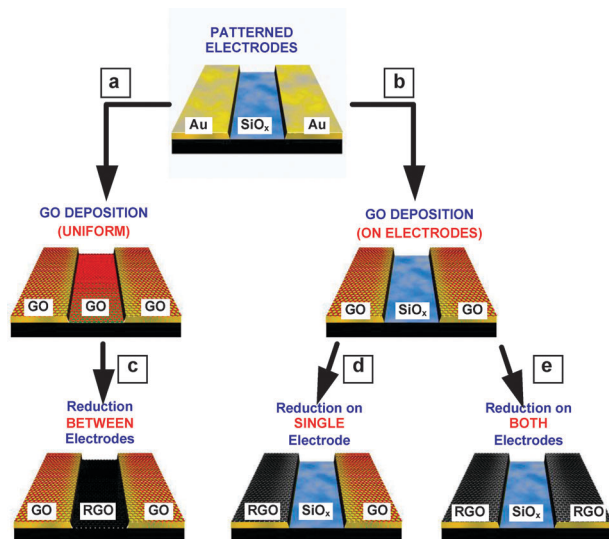 PATTERNED
ELECTRODES
a
b
Au
SiOₓ
Au
GO DEPOSITION
(UNIFORM)
GO DEPOSITION
(ON ELECTRODES)
GO
GO
GO
GO
SiOₓ
GO
c
d
e
Reduction
BETWEEN
Electrodes
Reduction on
SINGLE
Electrode
Reduction on
BOTH
Electrodes
GO
RGO
GO
RGO
SiOₓ
GO
RGO
SiOₓ
RGO